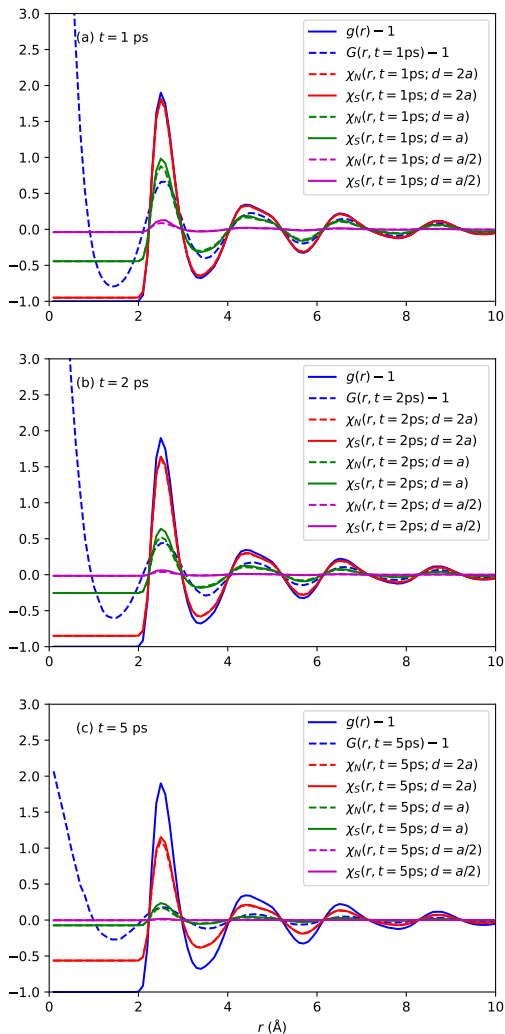 3.0
2.5
2.0
1.5
1.0
0.5
0.0
−0.5
−1.0
(a) t = 1 ps
g(r) − 1
G(r, t = 1ps) − 1
χN(r, t = 1ps; d = 2a)
χS(r, t = 1ps; d = 2a)
χN(r, t = 1ps; d = a)
χS(r, t = 1ps; d = a)
χN(r, t = 1ps; d = a/2)
χS(r, t = 1ps; d = a/2)
0 2 4 6 8 10
3.0
2.5
2.0
1.5
1.0
0.5
0.0
−0.5
−1.0
(b) t = 2 ps
g(r) − 1
G(r, t = 2ps) − 1
χN(r, t = 2ps; d = 2a)
χS(r, t = 2ps; d = 2a)
χN(r, t = 2ps; d = a)
χS(r, t = 2ps; d = a)
χN(r, t = 2ps; d = a/2)
χS(r, t = 2ps; d = a/2)
0 2 4 6 8 10
3.0
2.5
2.0
1.5
1.0
0.5
0.0
−0.5
−1.0
(c) t = 5 ps
g(r) − 1
G(r, t = 5ps) − 1
χN(r, t = 5ps; d = 2a)
χS(r, t = 5ps; d = 2a)
χN(r, t = 5ps; d = a)
χS(r, t = 5ps; d = a)
χN(r, t = 5ps; d = a/2)
χS(r, t = 5ps; d = a/2)
0 2 4 6 8 10
r (Å)